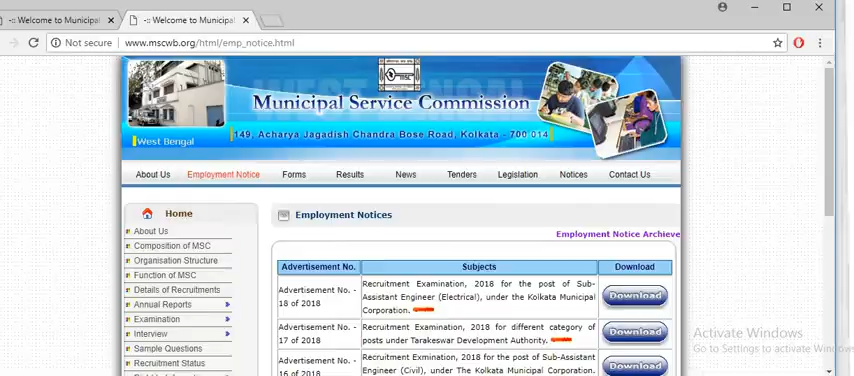 -:: Welcome to Municipal
-:: Welcome to Municipal
Not secure | www.mscwb.org/html/emp_notice.html
Municipal Service Commission
149, Acharya Jagadish Chandra Bose Road, Kolkata - 700 014
West Bengal
About Us Employment Notice Forms Results News Tenders Legislation Notices Contact Us
Home
About Us
Composition of MSC
Organisation Structure
Function of MSC
Details of Recruitments
Annual Reports
Examination
Interview
Sample Questions
Recruitment Status
Employment Notices
Employment Notice Archieve
Advertisement No. Subjects Download
Advertisement No. -
18 of 2018
Recruitment Examination, 2018 for the post of Sub-
Assistant Engineer (Electrical), under the Kolkata Municipal
Corporation.
Download
Advertisement No. -
17 of 2018
Recruitment Examination, 2018 for different category of
posts under Tarakeswar Development Authority.
Download
Advertisement No. -
16 of 2018
Recruitment Exmination, 2018 for the post of Sub-Assistant
Engineer (Civil), under The Kolkata Municipal Corporation.
Download
Activate Windows
Go to Settings to activate Windows